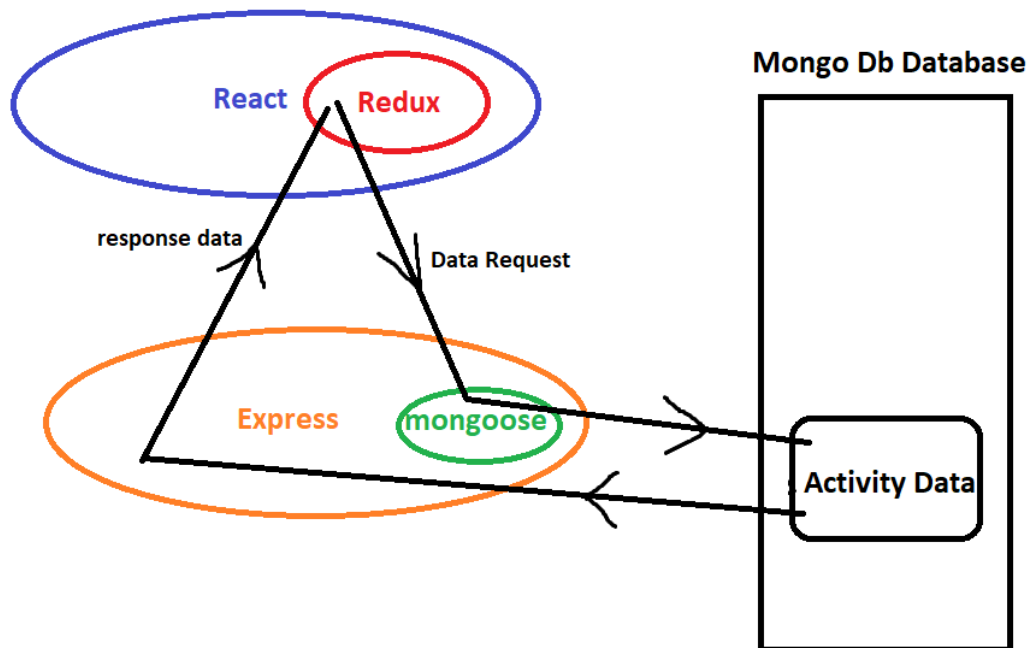 Mongo Db Database
React
Redux
response data
Data Request
Express
mongoose
Activity Data